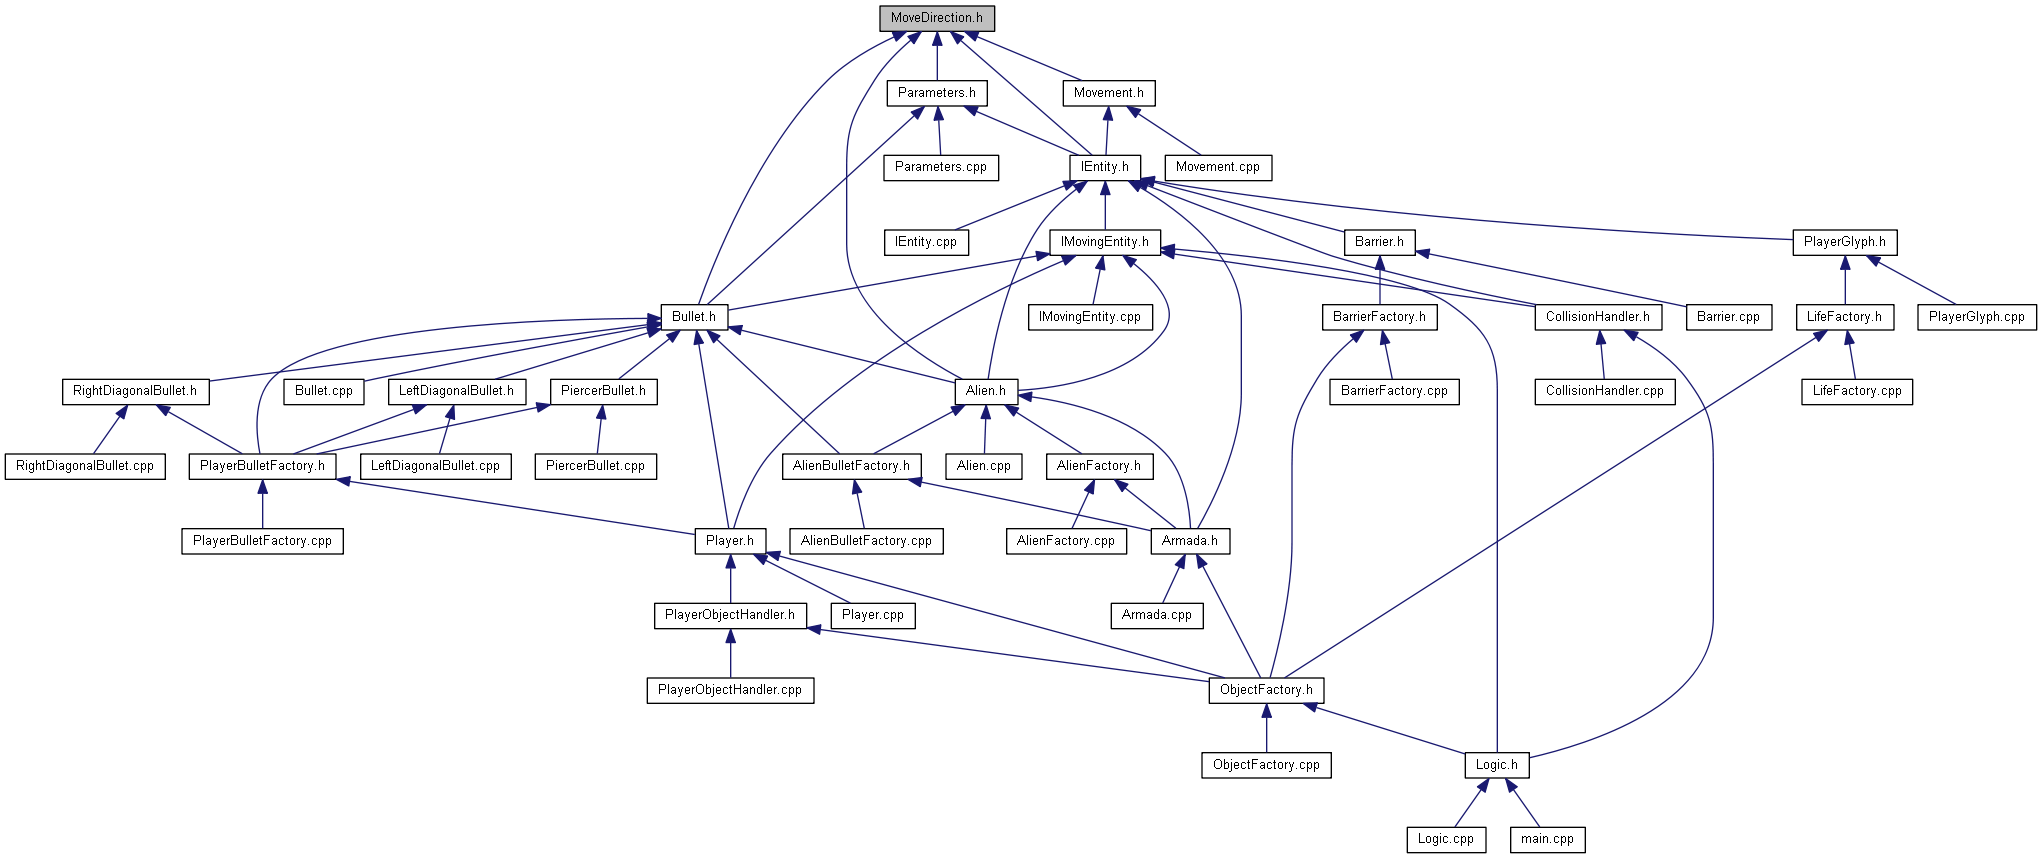 MoveDirection.h
Parameters.h
Movement.h
Parameters.cpp
IEntity.h
Movement.cpp
IEntity.cpp
IMovingEntity.h
Barrier.h
PlayerGlyph.h
Bullet.h
IMovingEntity.cpp
BarrierFactory.h
CollisionHandler.h
Barrier.cpp
LifeFactory.h
PlayerGlyph.cpp
RightDiagonalBullet.h
Bullet.cpp
LeftDiagonalBullet.h
PiercerBullet.h
Alien.h
BarrierFactory.cpp
CollisionHandler.cpp
LifeFactory.cpp
RightDiagonalBullet.cpp
PlayerBulletFactory.h
LeftDiagonalBullet.cpp
PiercerBullet.cpp
AlienBulletFactory.h
Alien.cpp
AlienFactory.h
PlayerBulletFactory.cpp
Player.h
AlienBulletFactory.cpp
AlienFactory.cpp
Armada.h
PlayerObjectHandler.h
Player.cpp
Armada.cpp
PlayerObjectHandler.cpp
ObjectFactory.h
ObjectFactory.cpp
Logic.h
Logic.cpp
main.cpp